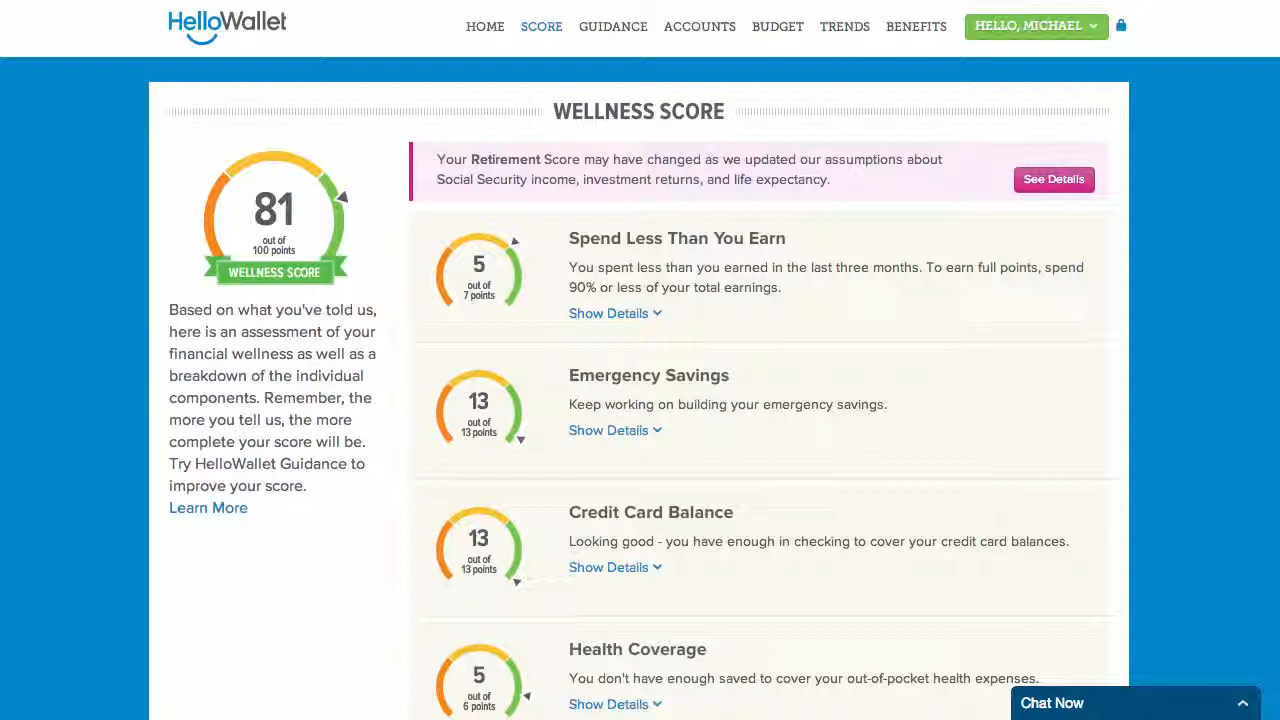 HelloWallet
HOME SCORE GUIDANCE ACCOUNTS BUDGET TRENDS BENEFITS HELLO, MICHAEL
WELLNESS SCORE
81
out of
100 points
WELLNESS SCORE
Based on what you've told us,
here is an assessment of your
financial wellness as well as a
breakdown of the individual
components. Remember, the
more you tell us, the more
complete your score will be.
Try HelloWallet Guidance to
improve your score.
Learn More
Your Retirement Score may have changed as we updated our assumptions about
Social Security income, investment returns, and life expectancy.
See Details
5
out of
7 points
Spend Less Than You Earn
You spent less than you earned in the last three months. To earn full points, spend
90% or less of your total earnings.
Show Details
13
out of
13 points
Emergency Savings
Keep working on building your emergency savings.
Show Details
13
out of
13 points
Credit Card Balance
Looking good - you have enough in checking to cover your credit card balances.
Show Details
5
out of
6 points
Health Coverage
You don't have enough saved to cover your out-of-pocket health expenses.
Show Details
Chat Now